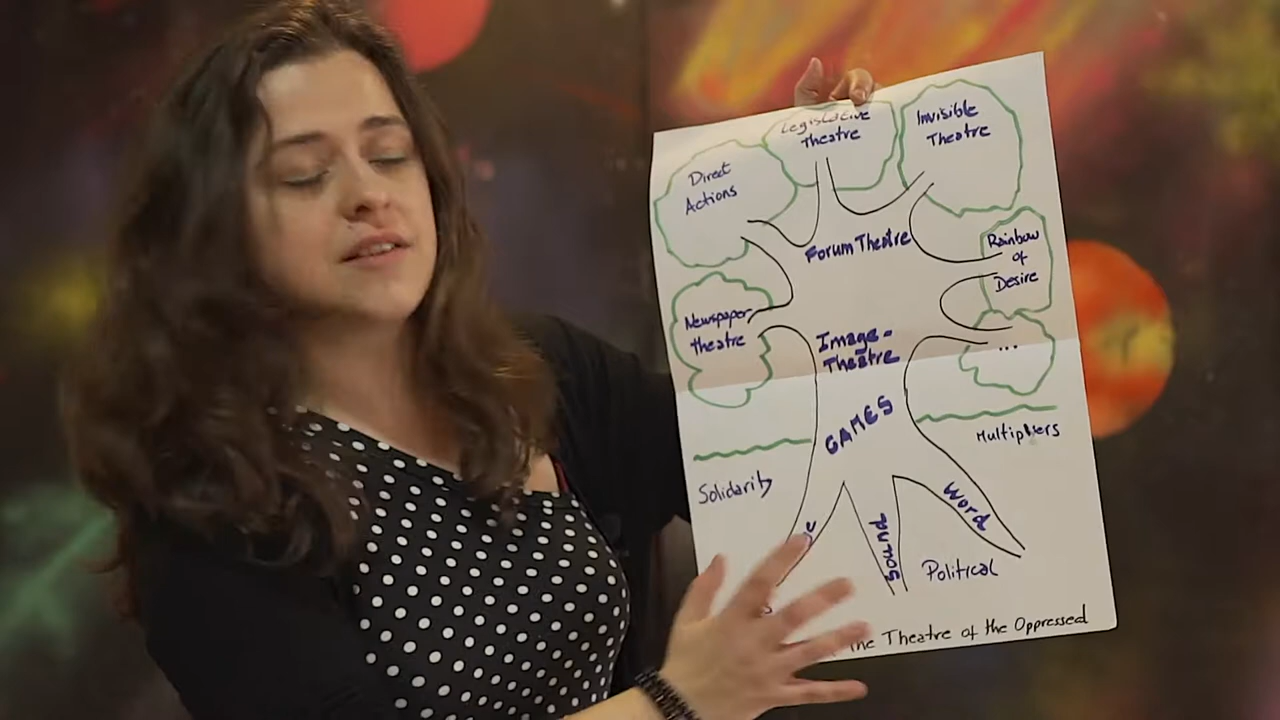 Legislative
Theatre
Invisible
Theatre
Direct
Actions
Forum Theatre
Rainbow
of
Desire
Newspaper
theatre
Image-
Theatre
...
GAMES
Multipliers
Solidarity
Word
Sound
Political
the Theatre of the Oppressed